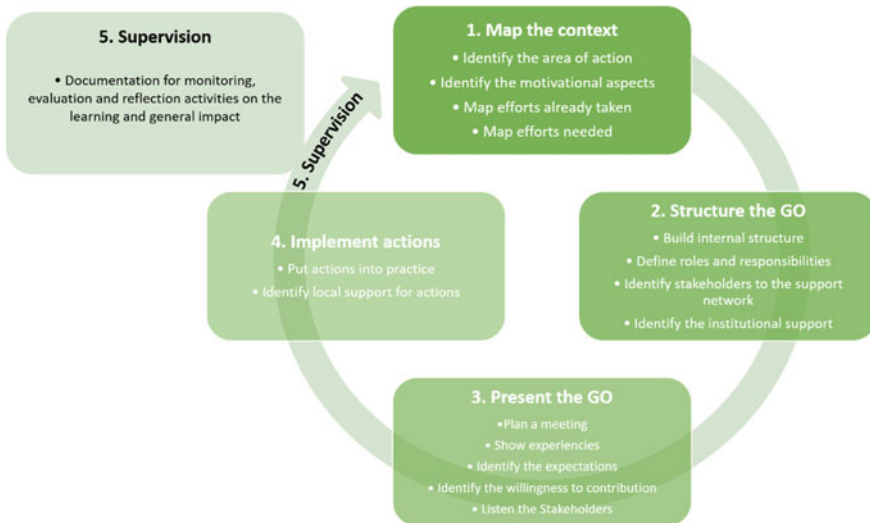 5. Supervision
• Documentation for monitoring,
evaluation and reflection activities on the
learning and general impact
1. Map the context
• Identify the area of action
• Identify the motivational aspects
• Map efforts already taken
• Map efforts needed
5. Supervision
2. Structure the GO
• Build internal structure
• Define roles and responsibilities
• Identify stakeholders to the support
network
• Identify the institutional support
4. Implement actions
• Put actions into practice
• Identify local support for actions
3. Present the GO
•Plan a meeting
• Show experiencies
• Identify the expectations
• Identify the willingness to contribution
• Listen the Stakeholders